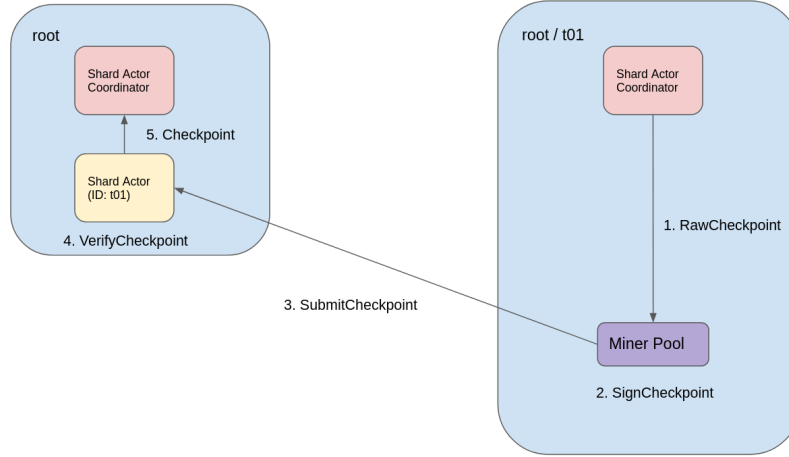 root
Shard Actor
Coordinator
5. Checkpoint
Shard Actor
(ID: t01)
4. VerifyCheckpoint
3. SubmitCheckpoint
root / t01
Shard Actor
Coordinator
1. RawCheckpoint
Miner Pool
2. SignCheckpoint